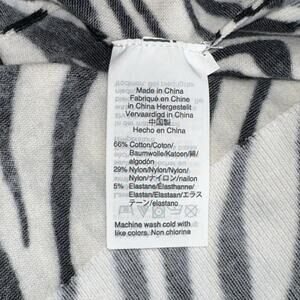 Made in China
Fabriqué en Chine
In China Hergestellt
Vervaardigd in China
中国製
Hecho en China
66% Cotton/Coton/
Baumwolle/Katoen/綿/
algodón
29% Nylon/Nylon/Nylon/
Nylon/ナイロン/nailon
5% Elastane/Élasthanne/
Elastan/Elastaan/エラス
テーン/elastano
Machine wash cold with
like colors. Non chlorine